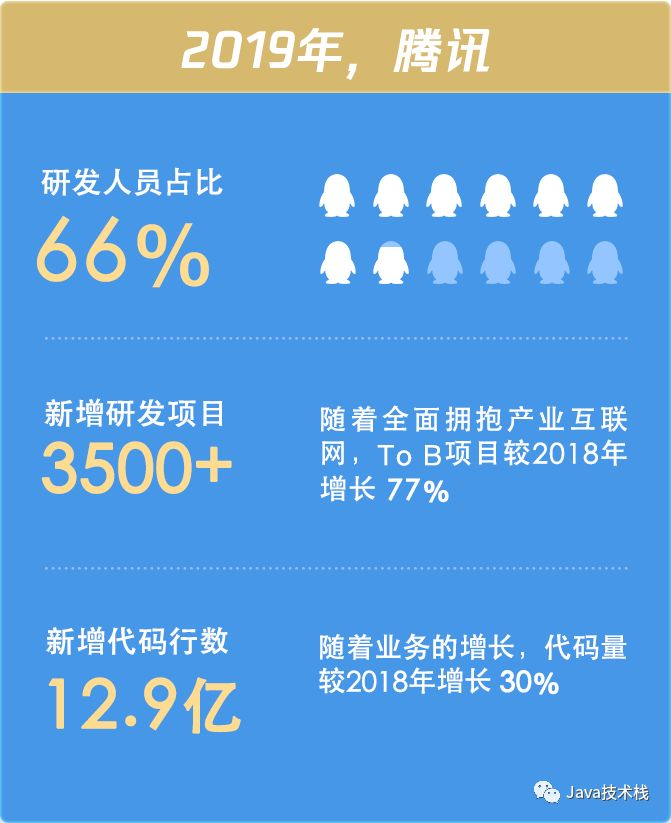 2019年，腾讯
研发人员占比
66%
新增研发项目
3500+
随着全面拥抱产业互联
网，To B项目较2018年
增长 77%
新增代码行数
12.9亿
随着业务的增长，代码量
较2018年增长 30%
Java技术栈